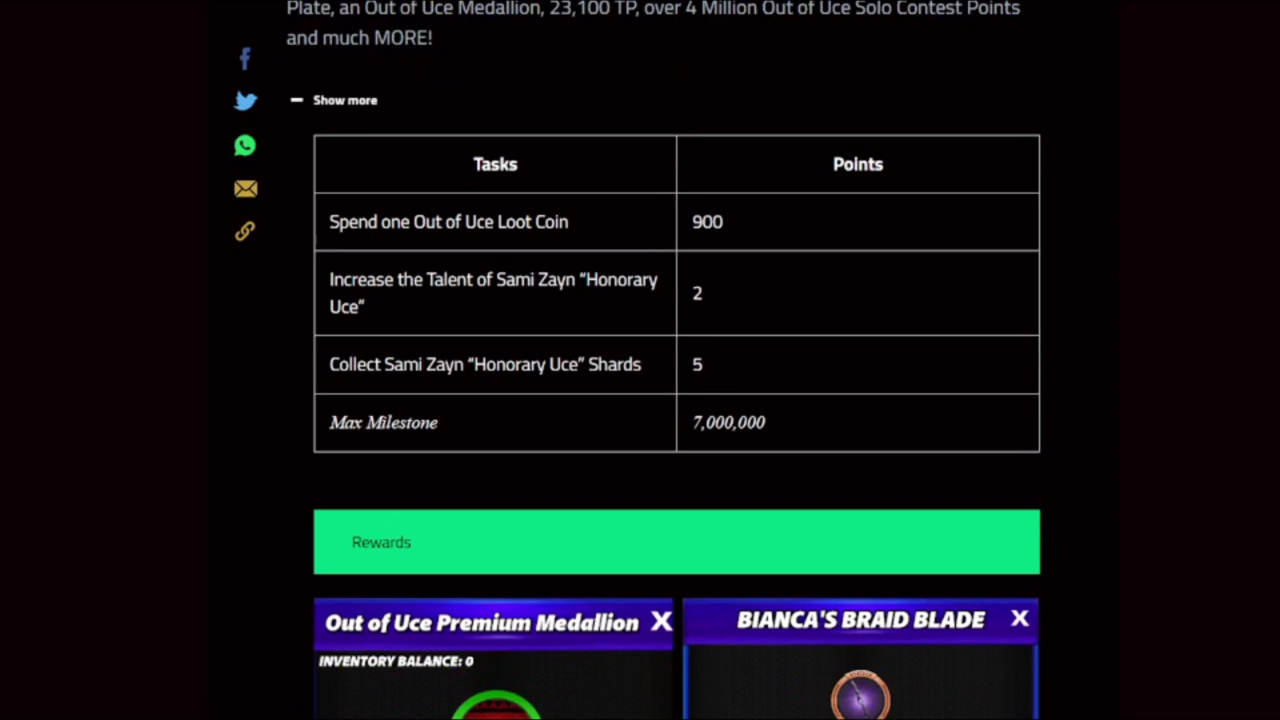 Plate, an Out of Uce Medallion, 23,100 TP, over 4 Million Out of Uce Solo Contest Points
and much MORE!
Show more
Tasks
Points
Spend one Out of Uce Loot Coin
900
Increase the Talent of Sami Zayn “Honorary
Uce”
2
Collect Sami Zayn “Honorary Uce” Shards
5
Max Milestone
7,000,000
Rewards
Out of Uce Premium Medallion X
BIANCA'S BRAID BLADE X
INVENTORY BALANCE: 0